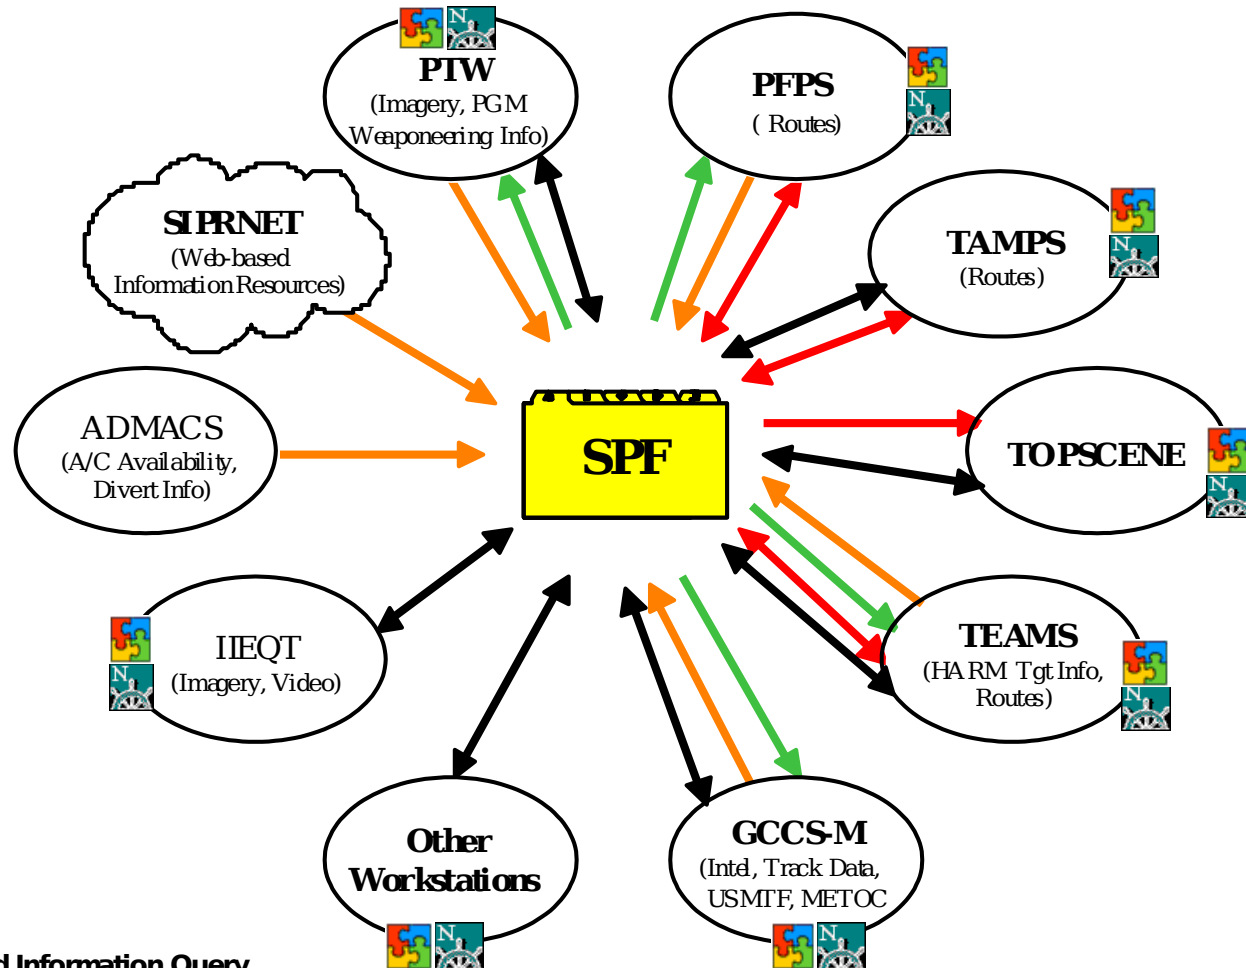 PTW
(Imagery, PGM
Weaponeering Info)
PFPS
( Routes)
SIPRNET
(Web-based
Information Resources)
TAMPS
(Routes)
ADMACS
(A/C Availability,
Divert Info)
SPF
TOPSCENE
IIEQT
(Imagery, Video)
TEAMS
(HARM Tgt Info,
Routes)
Other
Workstations
GCCS-M
(Intel, Track Data,
USMTF, METOC
N
N
N
N
N
N
N
N
Information Query